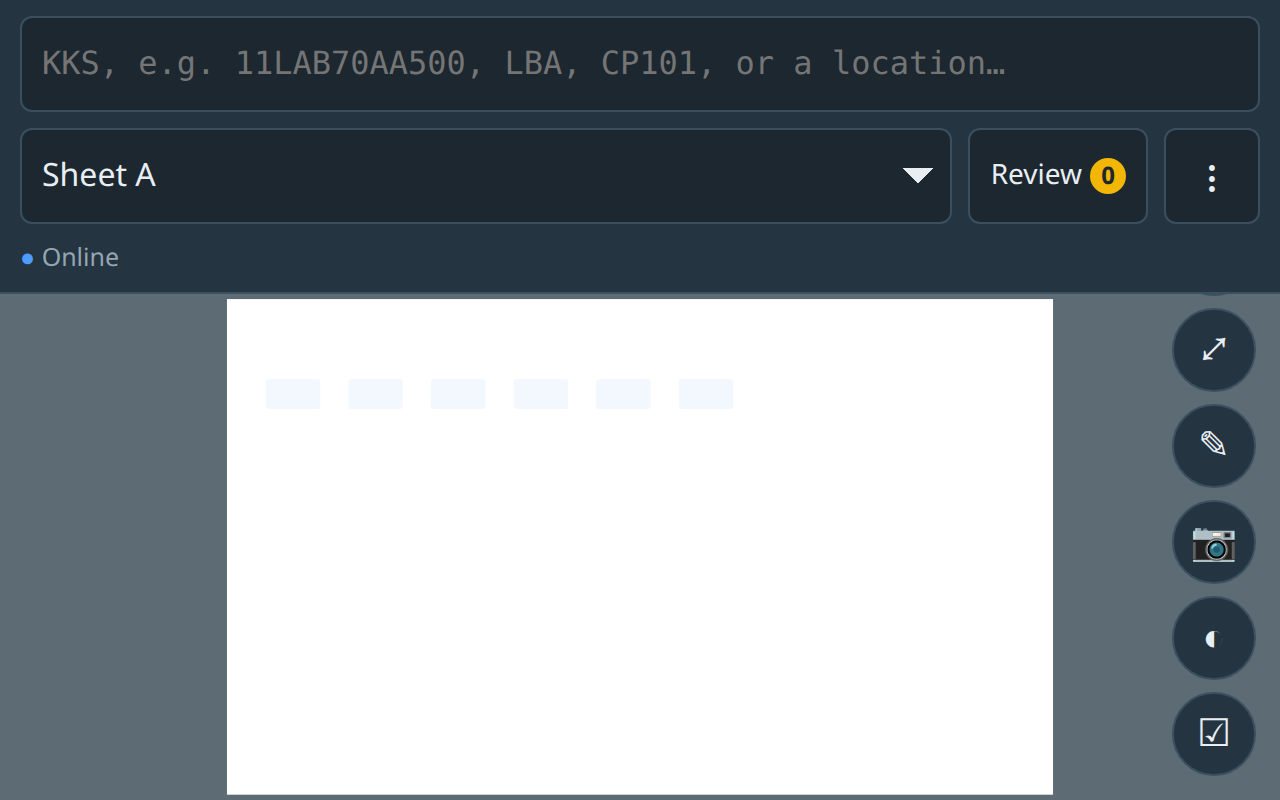 KKS, e.g. 11LAB70AA500, LBA, CP101, or a location…
Sheet A
Review 0
Online